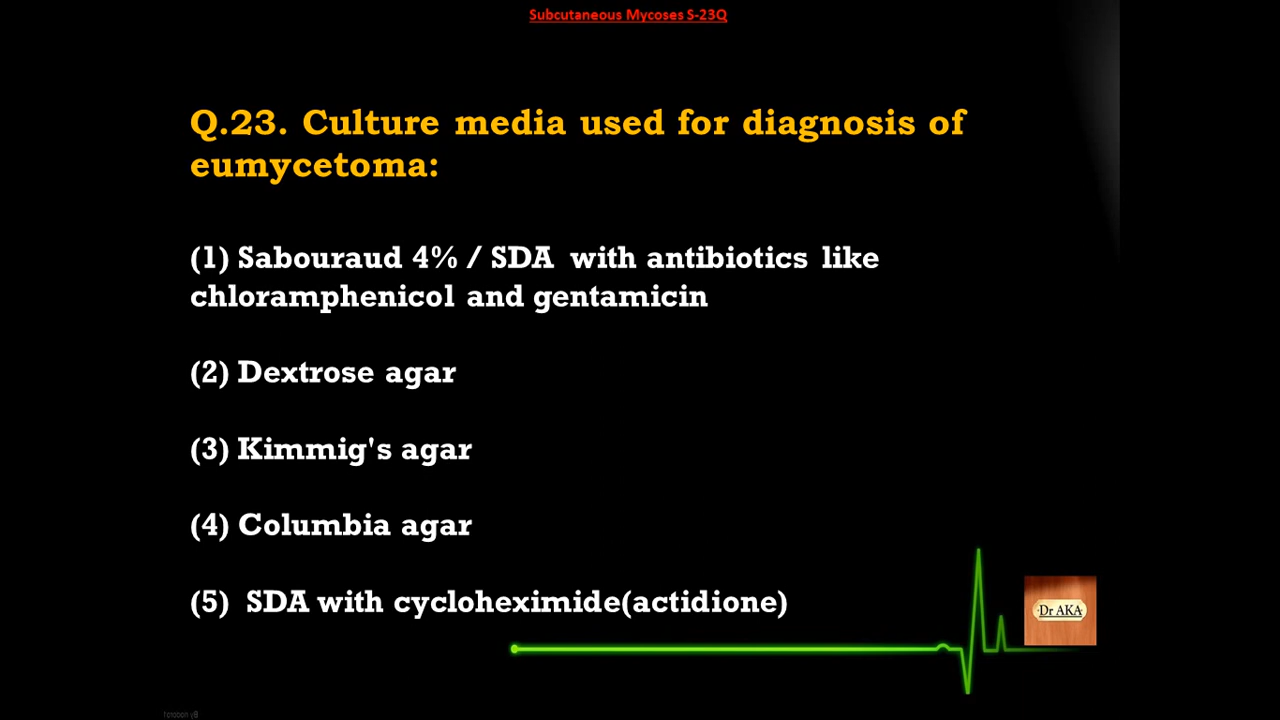 Subcutaneous Mycoses S-23Q
Q.23. Culture media used for diagnosis of
eumycetoma:
(1) Sabouraud 4% / SDA with antibiotics like
chloramphenicol and gentamicin
(2) Dextrose agar
(3) Kimmig's agar
(4) Columbia agar
(5) SDA with cycloheximide(actidione)
Dr AKA